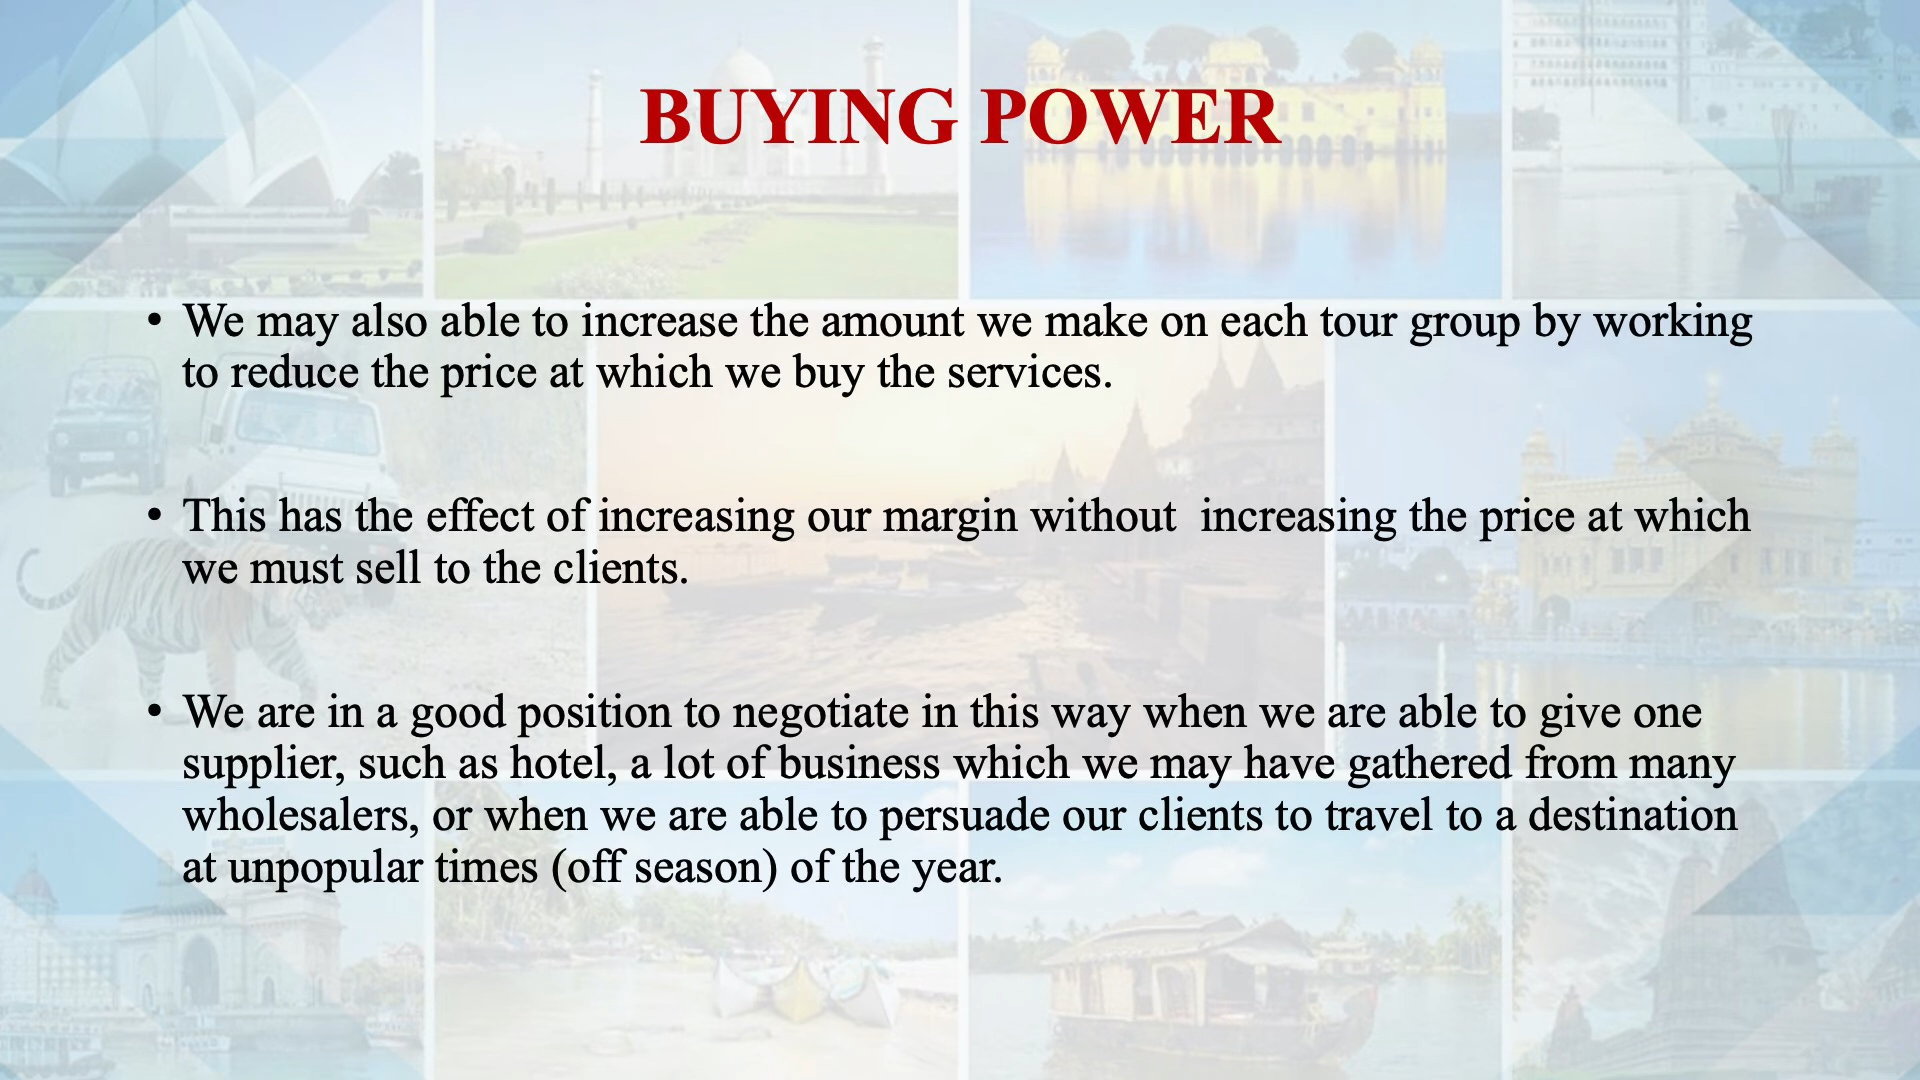 BUYING POWER
• We may also able to increase the amount we make on each tour group by working
to reduce the price at which we buy the services.
• This has the effect of increasing our margin without  increasing the price at which
we must sell to the clients.
• We are in a good position to negotiate in this way when we are able to give one
supplier, such as hotel, a lot of business which we may have gathered from many
wholesalers, or when we are able to persuade our clients to travel to a destination
at unpopular times (off season) of the year.